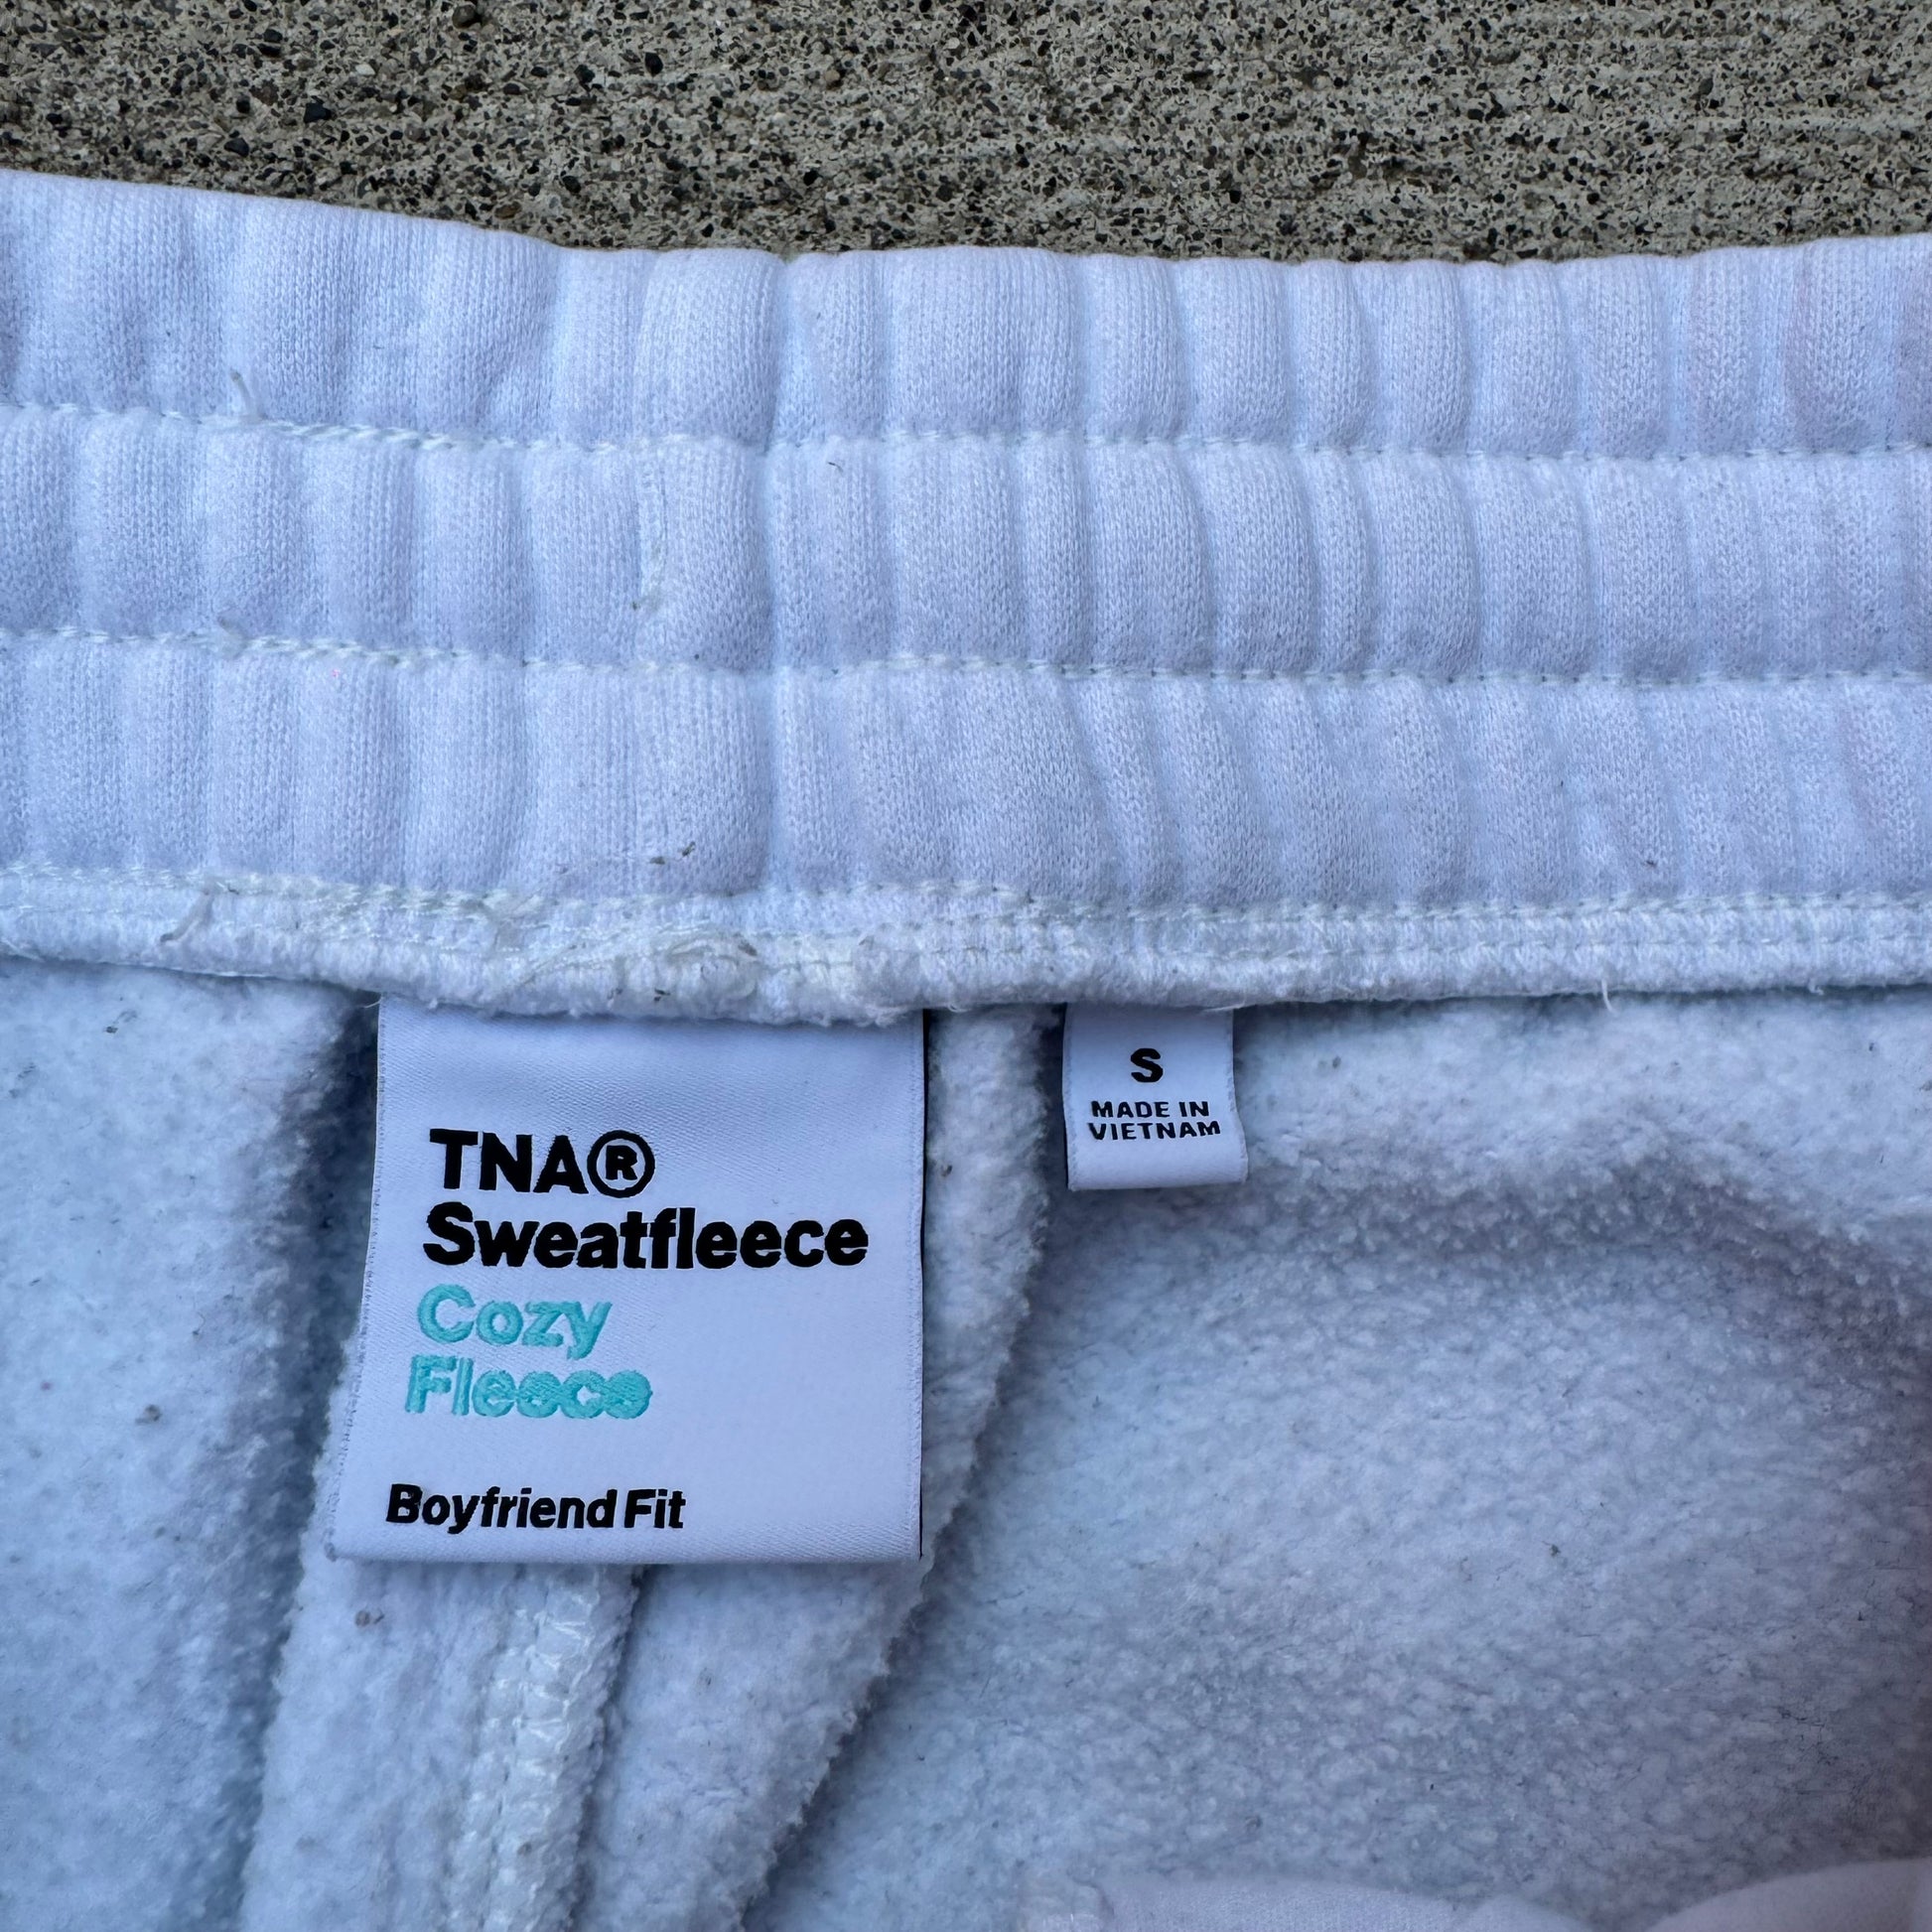 TNA®
Sweatfleece
Cozy
Fleece
Boyfriend Fit
S
MADE IN
VIETNAM